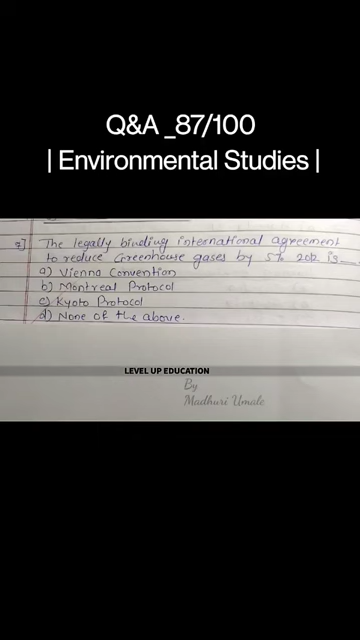 Q&A _87/100
| Environmental Studies |
7] The legally binding international agreement
to reduce Greenhouse gases by 5% 2012 is.
a) Vienna Convention
b) Montreal Protocol
c) Kyoto Protocol
d) None of the above.
LEVEL UP EDUCATION
By
Madhuri Umale